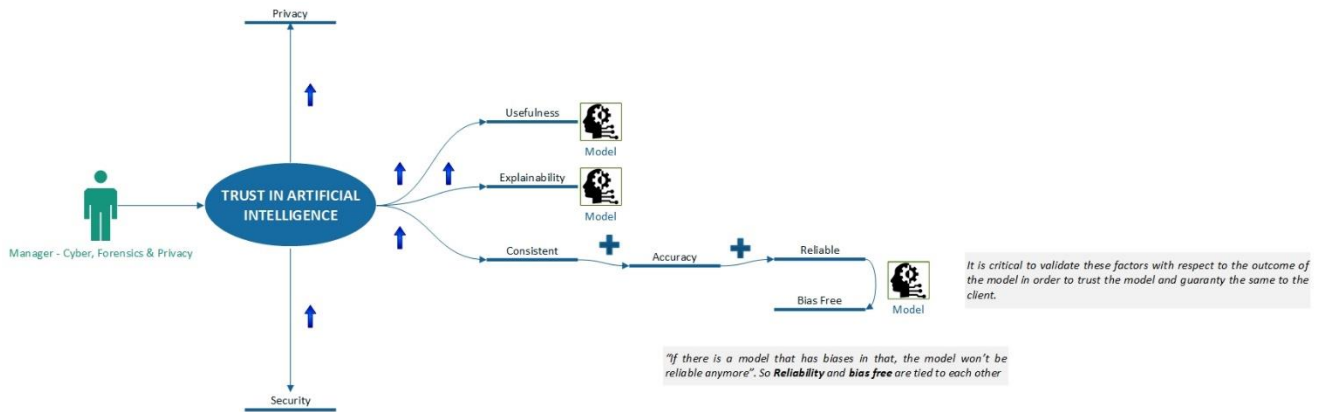 Privacy
Usefulness
Model
Explainability
Model
TRUST IN ARTIFICIAL
INTELLIGENCE
Manager - Cyber, Forensics & Privacy
Consistent
Accuracy
Reliable
Bias Free
Model
It is critical to validate these factors with respect to the outcome of
the model in order to trust the model and guaranty the same to the
client.
"If there is a model that has biases in that, the model won't be
reliable anymore". So Reliability and bias free are tied to each other
Security